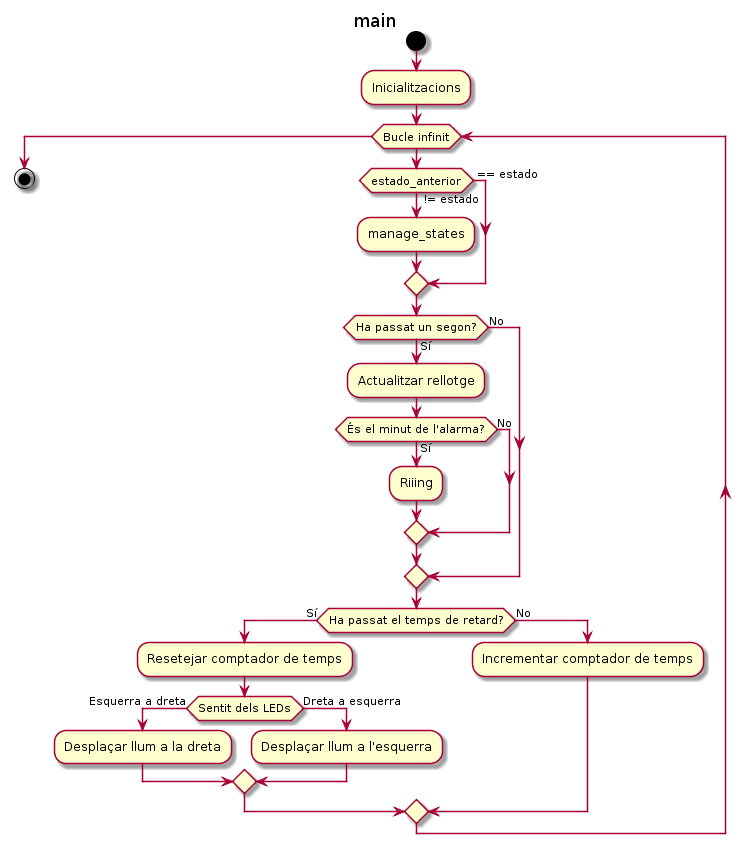 main
Inicialitzacions
Bucle infinit
estado_anterior
== estado
!= estado
manage_states
Ha passat un segon?
No
Sí
Actualitzar rellotge
És el minut de l'alarma?
No
Sí
Riiing
Sí
Ha passat el temps de retard?
No
Resetejar comptador de temps
Incrementar comptador de temps
Esquerra a dreta
Sentit dels LEDs
Dreta a esquerra
Desplaçar llum a la dreta
Desplaçar llum a l'esquerra